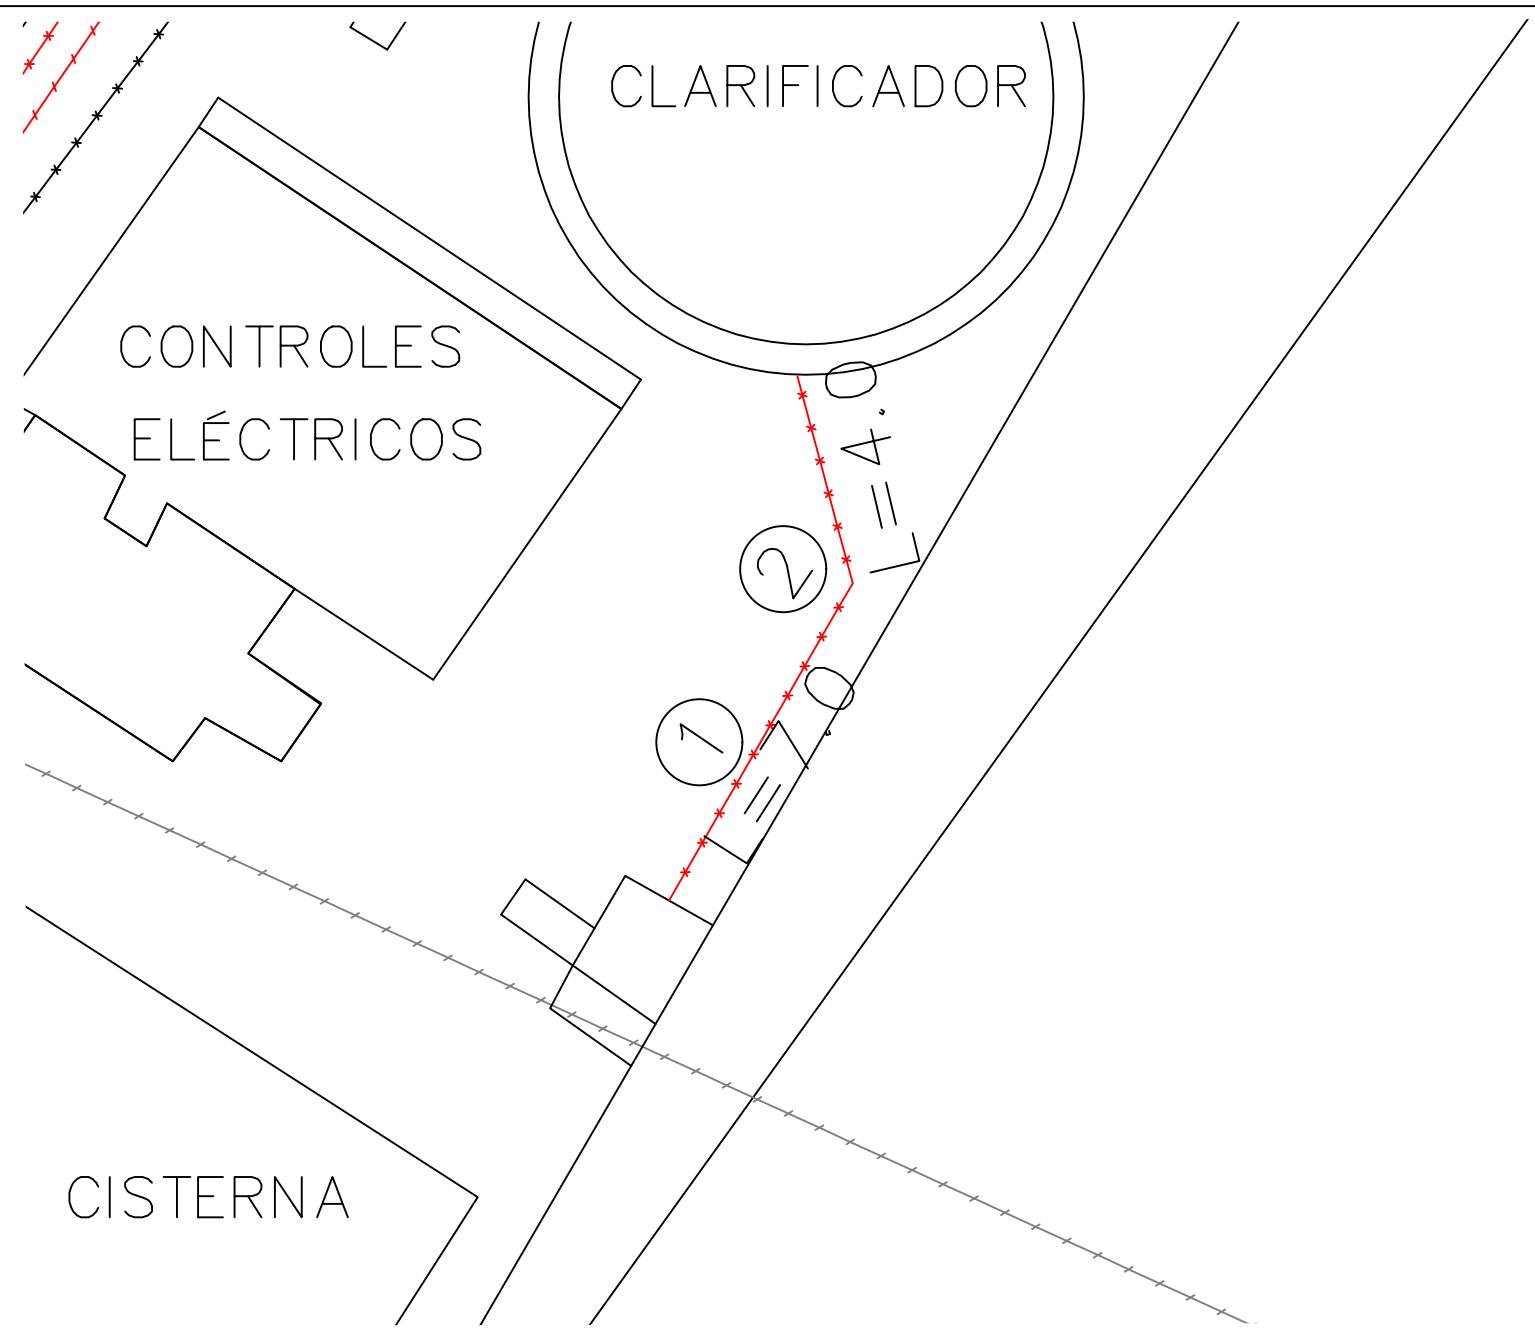 CLARIFICADOR
CONTROLES
ELÉCTRICOS
L=4.0
2
1
L=7.0
CISTERNA